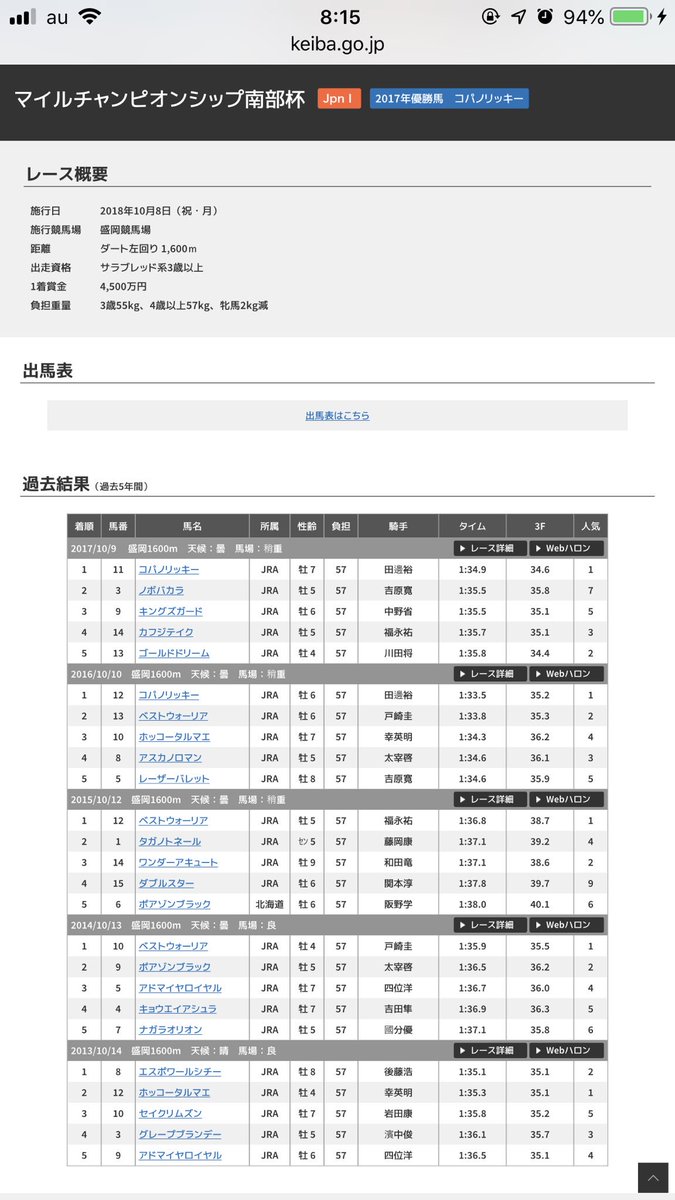 au 8:15 94%
keiba.go.jp
マイルチャンピオンシップ南部杯 JpnⅠ 2017年優勝馬 コパノリッキー
レース概要
施行日 2018年10月8日（祝・月）
施行競馬場 盛岡競馬場
距離 ダート左回り 1,600m
出走資格 サラブレッド系3歳以上
1着賞金 4,500万円
負担重量 3歳55kg、4歳以上57kg、牝馬2kg減
出馬表
出馬表はこちら
過去結果（過去5年間）
着順 馬番 馬名 所属 性齢 負担 騎手 タイム 3F 人気
2017/10/9 盛岡1600m 天候：曇 馬場：稍重 レース詳細 Webハロン
1 11 コパノリッキー JRA 牡 7 57 田邊裕 1:34.9 34.6 1
2 3 ノボバカラ JRA 牡 5 57 吉原寛 1:35.5 35.8 7
3 9 キングズガード JRA 牡 6 57 中野省 1:35.5 35.1 5
4 14 カフジテイク JRA 牡 5 57 福永祐 1:35.7 35.1 3
5 13 ゴールドドリーム JRA 牡 4 57 川田将 1:35.8 34.4 2
2016/10/10 盛岡1600m 天候：曇 馬場：稍重 レース詳細 Webハロン
1 12 コパノリッキー JRA 牡 6 57 田邊裕 1:33.5 35.2 1
2 13 ベストウォーリア JRA 牡 6 57 戸崎圭 1:33.8 35.3 2
3 10 ホッコータルマエ JRA 牡 7 57 幸英明 1:34.3 36.2 4
4 8 アスカノロマン JRA 牡 5 57 太宰啓 1:34.6 36.1 3
5 5 レーザーバレット JRA 牡 8 57 吉原寛 1:34.6 35.9 5
2015/10/12 盛岡1600m 天候：曇 馬場：稍重 レース詳細 Webハロン
1 12 ベストウォーリア JRA 牡 5 57 福永祐 1:36.8 38.7 1
2 1 タガノトネール JRA セン 5 57 藤岡康 1:37.1 39.2 4
3 14 ワンダーアキュート JRA 牡 9 57 和田竜 1:37.1 38.6 2
4 15 ダブルスター JRA 牡 6 57 関本淳 1:37.8 39.7 9
5 6 ポアゾンブラック 北海道 牡 6 57 阪野学 1:38.0 40.1 6
2014/10/13 盛岡1600m 天候：曇 馬場：良 レース詳細 Webハロン
1 10 ベストウォーリア JRA 牡 4 57 戸崎圭 1:35.9 35.5 1
2 9 ポアゾンブラック JRA 牡 5 57 太宰啓 1:36.5 36.2 2
3 5 アドマイヤロイヤル JRA 牡 7 57 四位洋 1:36.7 36.0 4
4 4 キョウエイアシュラ JRA 牡 7 57 吉田隼 1:36.9 36.3 5
5 7 ナガラオリオン JRA 牡 5 57 國分優 1:37.1 35.8 6
2013/10/14 盛岡1600m 天候：晴 馬場：良 レース詳細 Webハロン
1 8 エスポワールシチー JRA 牡 8 57 後藤浩 1:35.1 35.1 2
2 12 ホッコータルマエ JRA 牡 4 57 幸英明 1:35.3 35.1 1
3 10 セイクリムズン JRA 牡 7 57 岩田康 1:35.8 35.2 5
4 3 グレープブランデー JRA 牡 5 57 濱中俊 1:36.1 35.7 3
5 9 アドマイヤロイヤル JRA 牡 6 57 四位洋 1:36.5 35.1 4